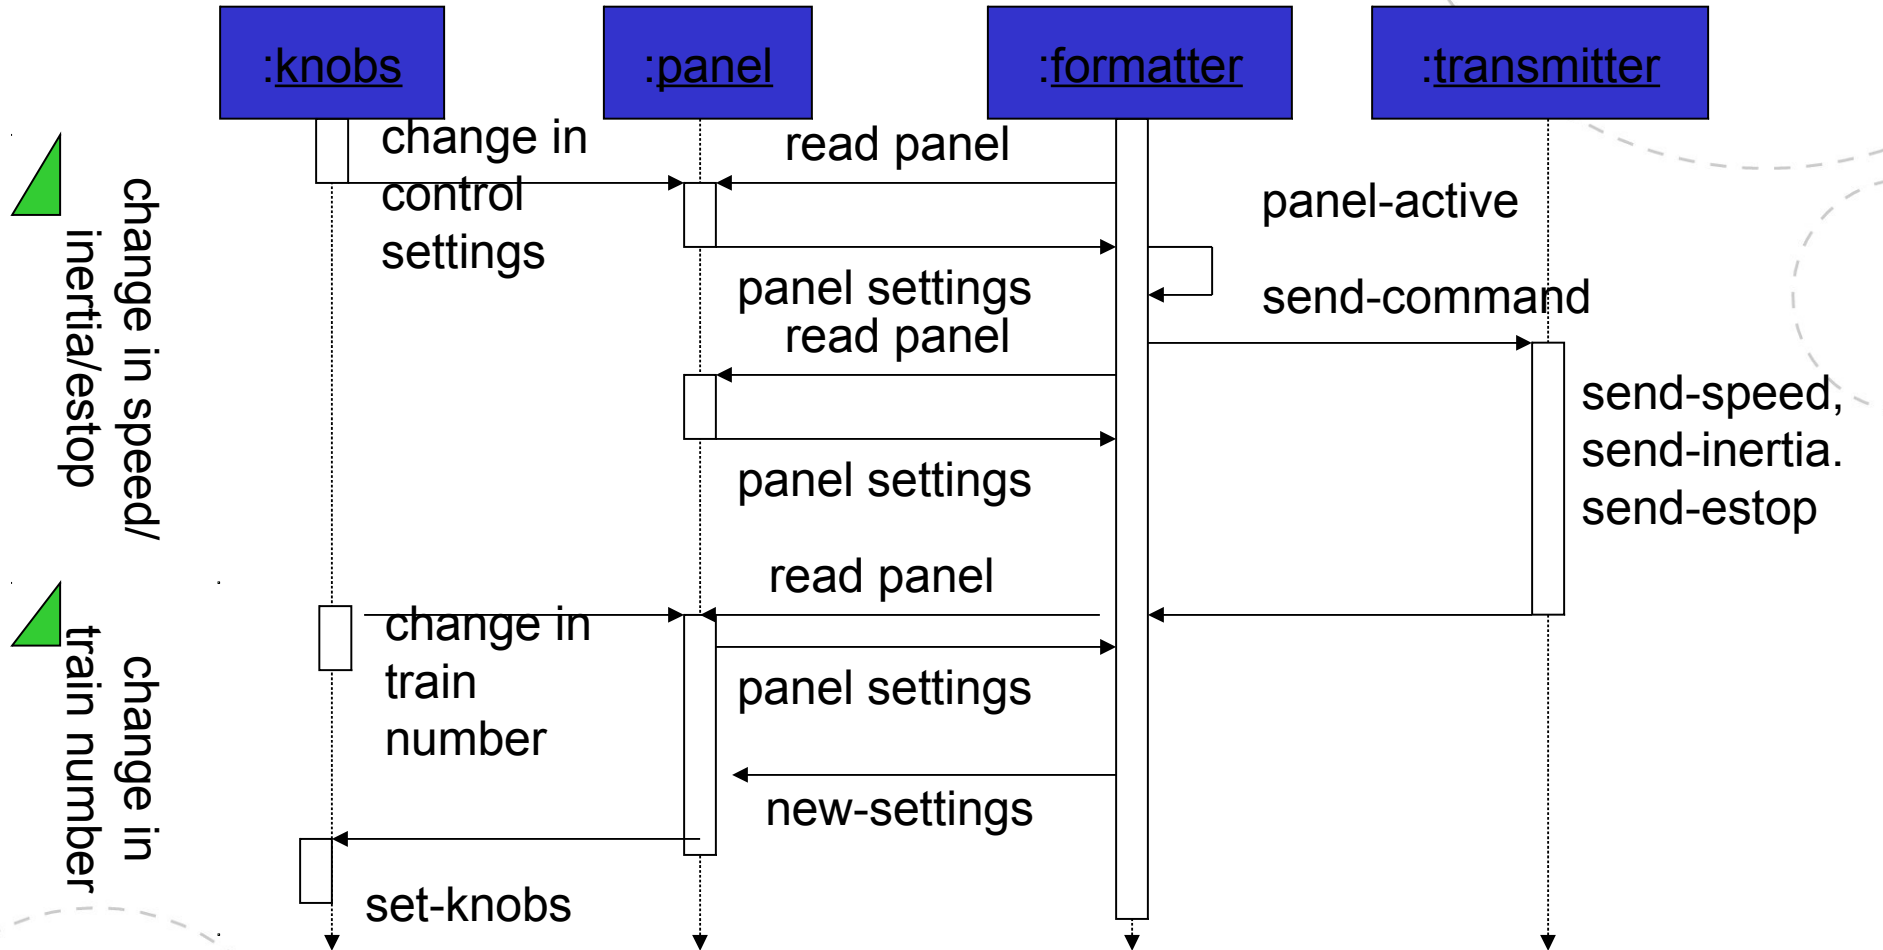 :knobs
:panel
:formatter
:transmitter
change in
control
settings
read panel
panel-active
panel settings
send-command
read panel
change in speed/
inertia/estop
send-speed,
send-inertia.
send-estop
panel settings
read panel
change in
train
number
panel settings
change in
train number
new-settings
set-knobs